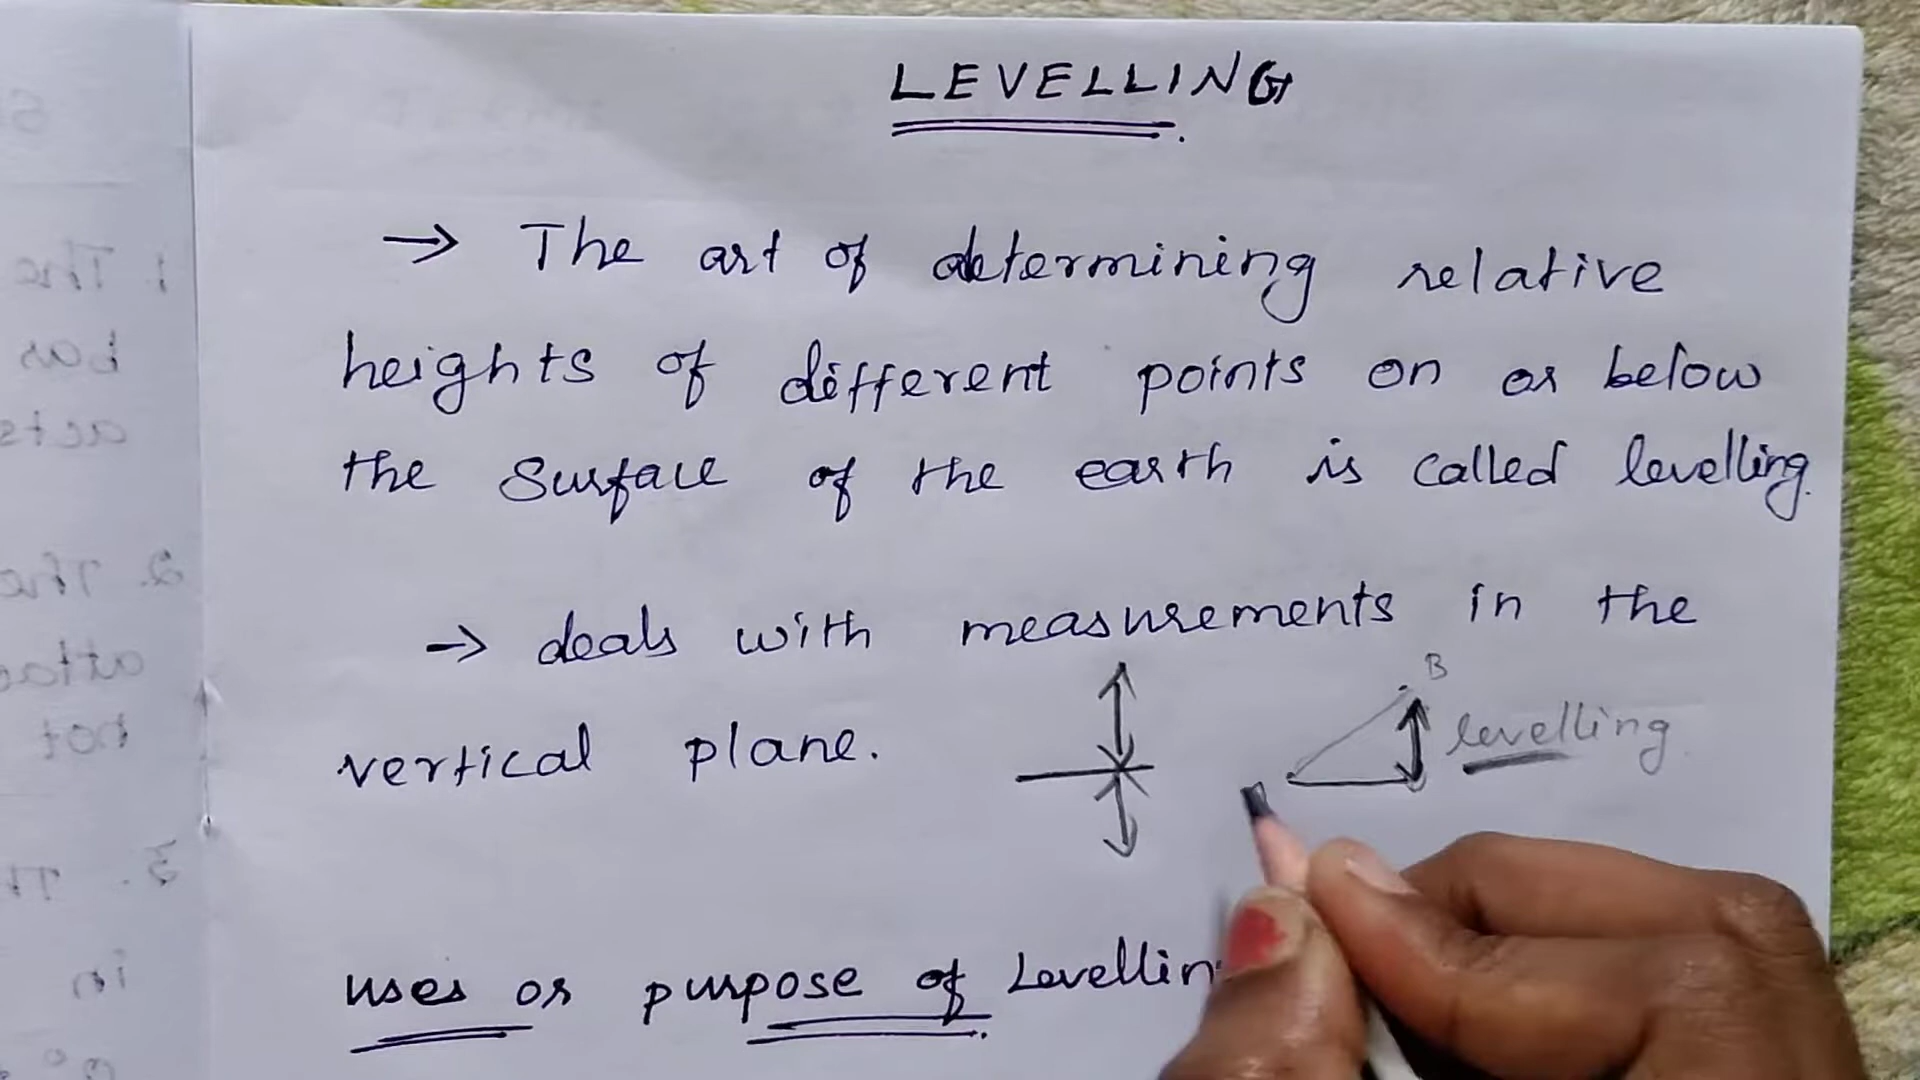 LEVELLING
→ The art of determining relative
heights of different points on or below
the surface of the earth is called levelling.
→ deals with measurements in the
B
vertical plane.
levelling
uses or purpose of Levellin